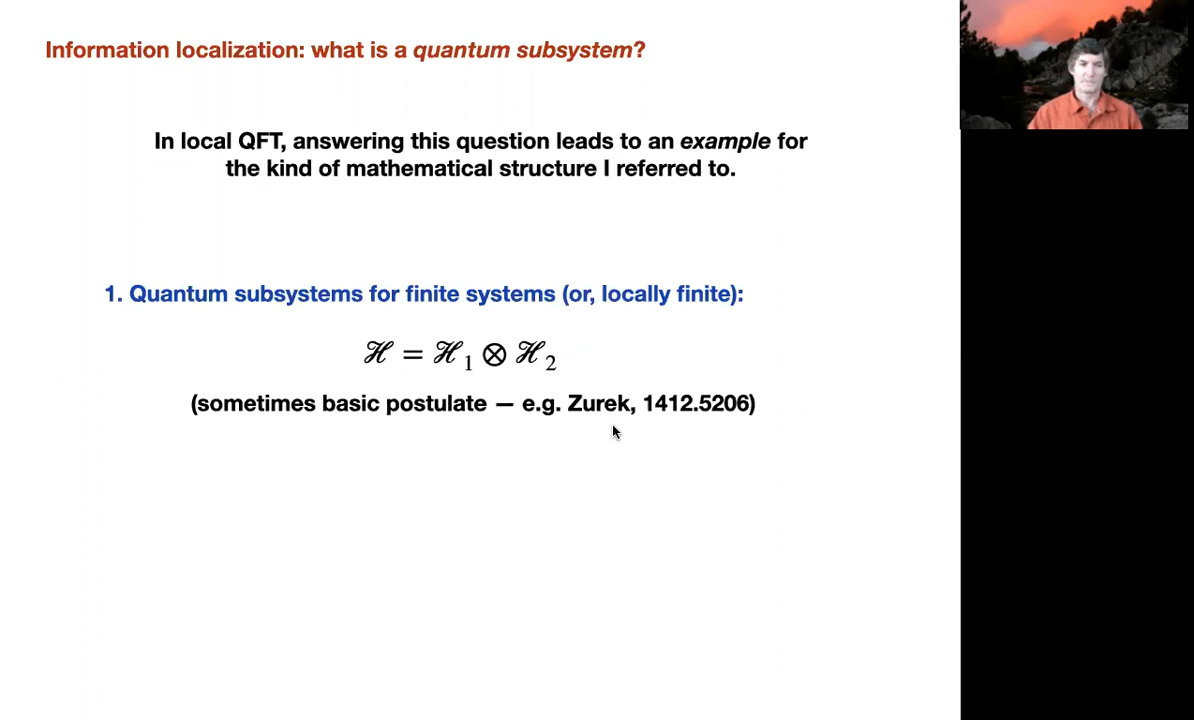 Information localization: what is a quantum subsystem?
In local QFT, answering this question leads to an example for
the kind of mathematical structure I referred to.
1. Quantum subsystems for finite systems (or, locally finite):
ℋ = ℋ₁ ⊗ ℋ₂
(sometimes basic postulate — e.g. Zurek, 1412.5206)